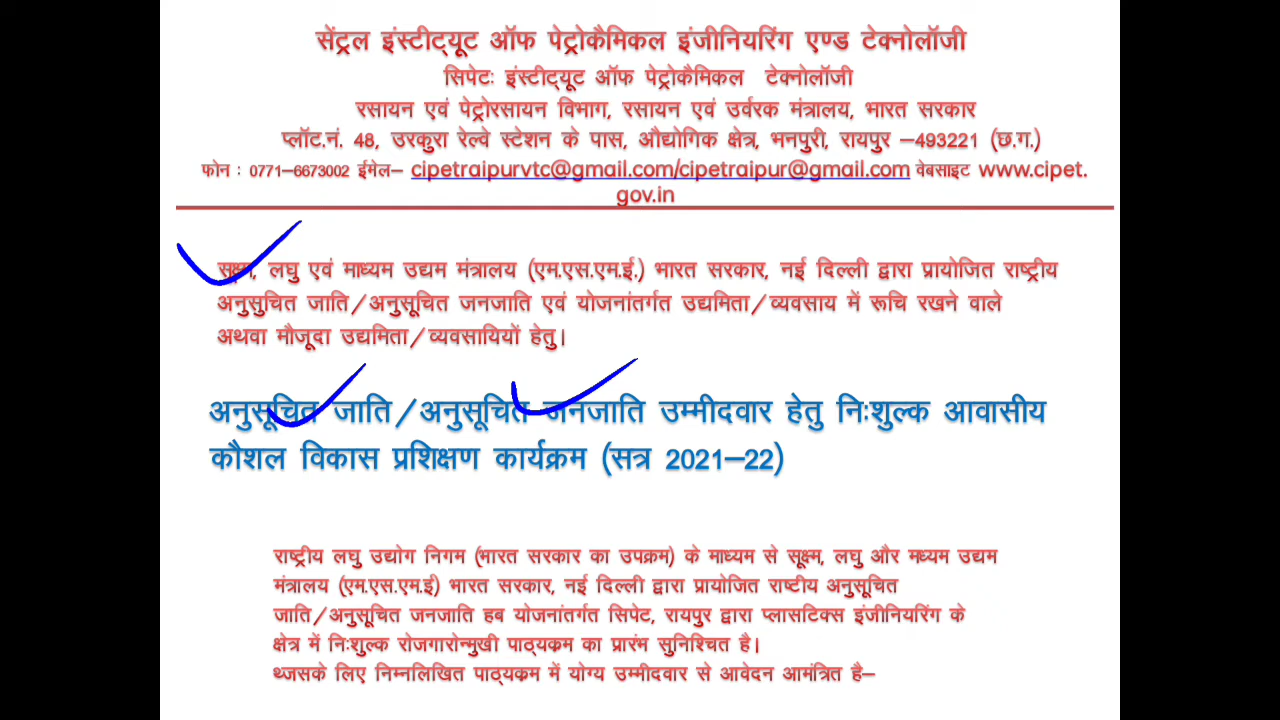 सेंट्रल इंस्टीट्यूट ऑफ पेट्रोकैमिकल इंजीनियरिंग एण्ड टेक्नोलॉजी
सिपेटः इंस्टीट्यूट ऑफ पेट्रोकैमिकल टेक्नोलॉजी
रसायन एवं पेट्रोरसायन विभाग, रसायन एवं उर्वरक मंत्रालय, भारत सरकार
प्लॉट.नं. 48, उरकुरा रेल्वे स्टेशन के पास, औद्योगिक क्षेत्र, भनपुरी, रायपुर –493221 (छ.ग.)
फोन : 0771–6673002 ईमेल– cipetraipurvtc@gmail.com/cipetraipur@gmail.com वेबसाइट www.cipet.
gov.in
सूक्ष्म, लघु एवं माध्यम उद्यम मंत्रालय (एम.एस.एम.ई.) भारत सरकार, नई दिल्ली द्वारा प्रायोजित राष्ट्रीय
अनुसुचित जाति/अनुसूचित जनजाति एवं योजनांतर्गत उद्यमिता/व्यवसाय में रूचि रखने वाले
अथवा मौजूदा उद्यमिता/व्यवसायियों हेतु।
अनुसूचित जाति/अनुसूचित जनजाति उम्मीदवार हेतु निःशुल्क आवासीय
कौशल विकास प्रशिक्षण कार्यक्रम (सत्र 2021–22)
राष्ट्रीय लघु उद्योग निगम (भारत सरकार का उपक्रम) के माध्यम से सूक्ष्म, लघु और मध्यम उद्यम
मंत्रालय (एम.एस.एम.ई) भारत सरकार, नई दिल्ली द्वारा प्रायोजित राष्टीय अनुसूचित
जाति/अनुसूचित जनजाति हब योजनांतर्गत सिपेट, रायपुर द्वारा प्लासटिक्स इंजीनियरिंग के
क्षेत्र में निःशुल्क रोजगारोन्मुखी पाठ्यक्रम का प्रारंभ सुनिश्चित है।
थ्जसके लिए निम्नलिखित पाठ्यक्रम में योग्य उम्मीदवार से आवेदन आमंत्रित है–